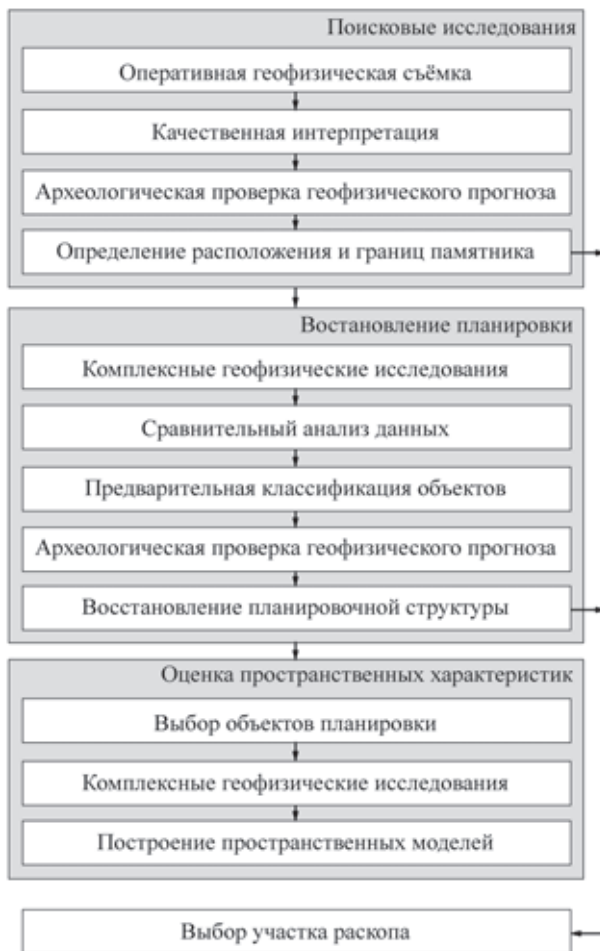 Поисковые исследования
Оперативная геофизическая съёмка
Качественная интерпретация
Археологическая проверка геофизического прогноза
Определение расположения и границ памятника
Востановление планировки
Комплексные геофизические исследования
Сравнительный анализ данных
Предварительная классификация объектов
Археологическая проверка геофизического прогноза
Восстановление планировочной структуры
Оценка пространственных характеристик
Выбор объектов планировки
Комплексные геофизические исследования
Построение пространственных моделей
Выбор участка раскопа